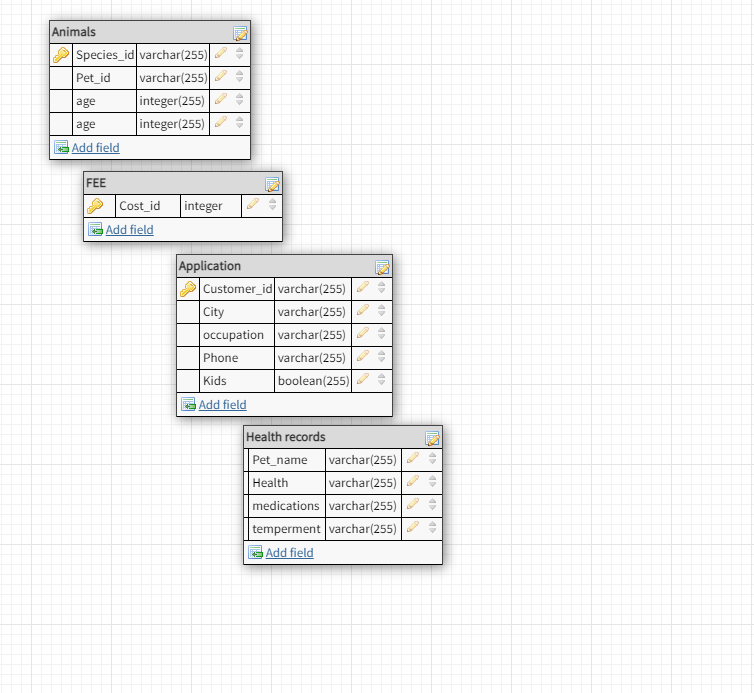 Animals
Species_id varchar(255)
Pet_id varchar(255)
age integer(255)
age integer(255)
Add field
FEE
Cost_id integer
Add field
Application
Customer_id varchar(255)
City varchar(255)
occupation varchar(255)
Phone varchar(255)
Kids boolean(255)
Add field
Health records
Pet_name varchar(255)
Health varchar(255)
medications varchar(255)
temperment varchar(255)
Add field